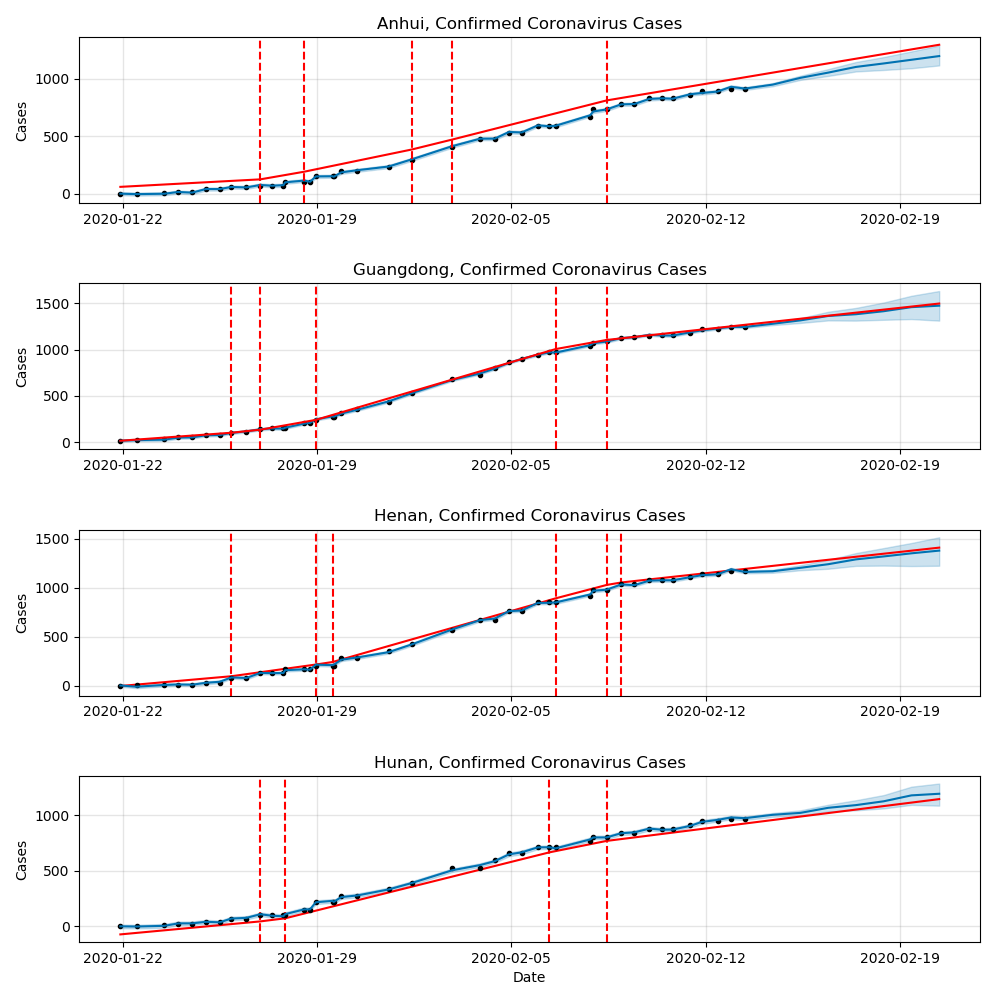 Anhui, Confirmed Coronavirus Cases
1000
500
0
Cases
2020-01-22 2020-01-29 2020-02-05 2020-02-12 2020-02-19
Guangdong, Confirmed Coronavirus Cases
1500
1000
500
0
Cases
2020-01-22 2020-01-29 2020-02-05 2020-02-12 2020-02-19
Henan, Confirmed Coronavirus Cases
1500
1000
500
0
Cases
2020-01-22 2020-01-29 2020-02-05 2020-02-12 2020-02-19
Hunan, Confirmed Coronavirus Cases
1000
500
0
Cases
2020-01-22 2020-01-29 2020-02-05 2020-02-12 2020-02-19
Date